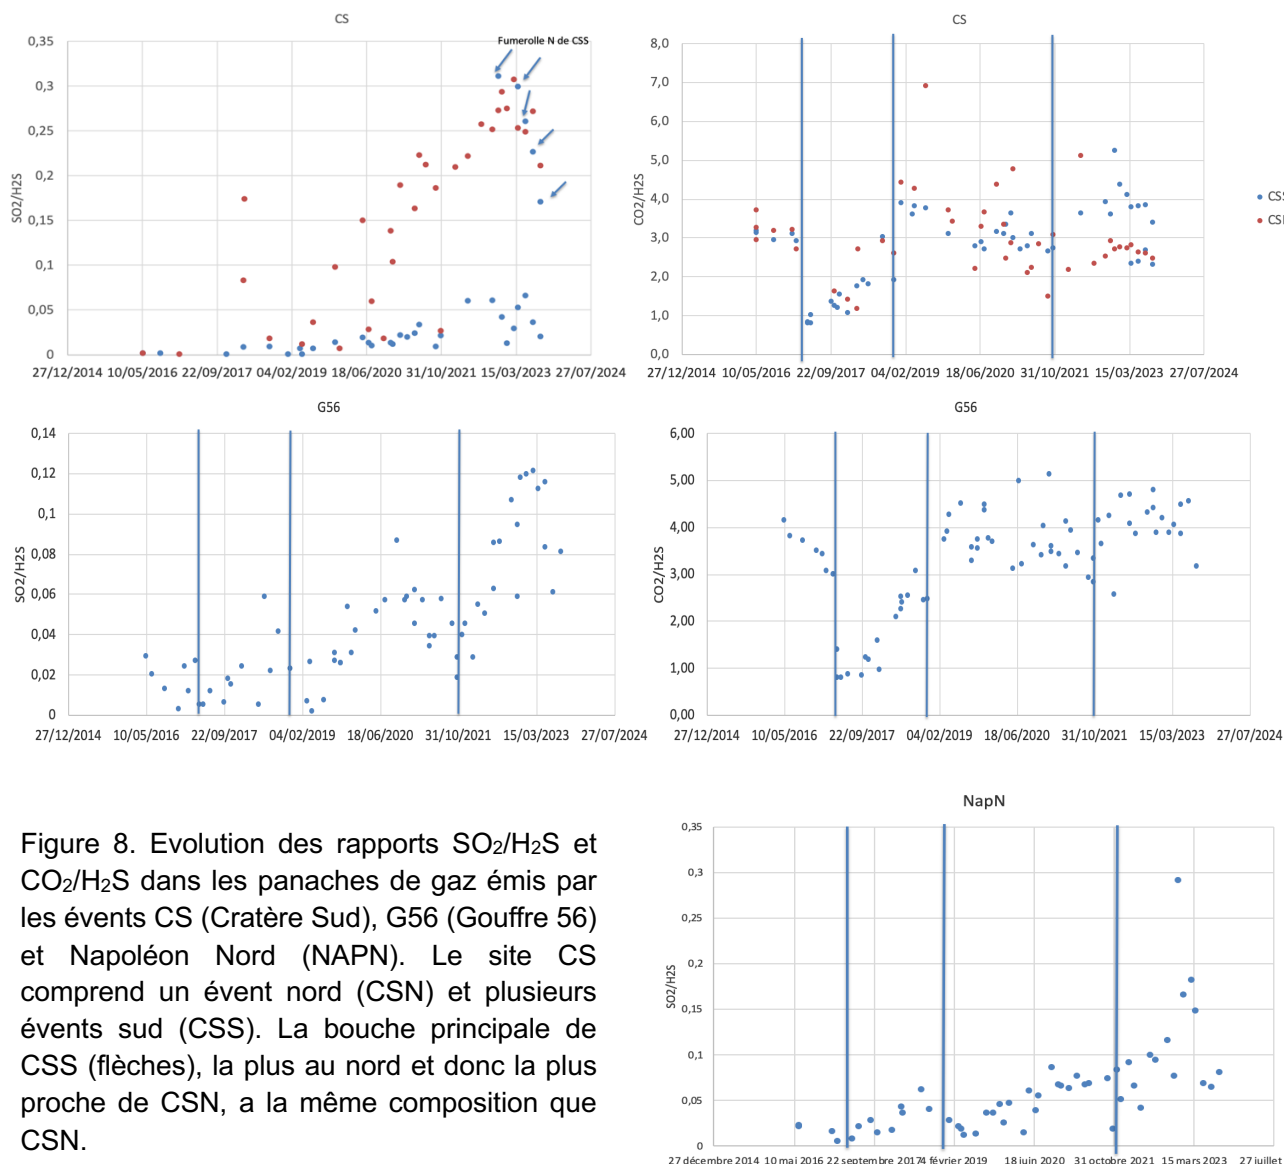 CS
0,35
0,3
0,25
0,2
0,15
0,1
0,05
0
SO2/H2S
Fumerolle N de CSS
27/12/2014 10/05/2016 22/09/2017 04/02/2019 18/06/2020 31/10/2021 15/03/2023 27/07/2024
CS
8,0
7,0
6,0
5,0
4,0
3,0
2,0
1,0
0,0
CO2/H2S
27/12/2014 10/05/2016 22/09/2017 04/02/2019 18/06/2020 31/10/2021 15/03/2023 27/07/2024
CSS
CS
G56
0,14
0,12
0,1
0,08
0,06
0,04
0,02
0
SO2/H2S
27/12/2014 10/05/2016 22/09/2017 04/02/2019 18/06/2020 31/10/2021 15/03/2023 27/07/2024
G56
6,00
5,00
4,00
3,00
2,00
1,00
0,00
CO2/H2S
27/12/2014 10/05/2016 22/09/2017 04/02/2019 18/06/2020 31/10/2021 15/03/2023 27/07/2024
Figure 8. Evolution des rapports SO2/H2S et
CO2/H2S dans les panaches de gaz émis par
les évents CS (Cratère Sud), G56 (Gouffre 56)
et Napoléon Nord (NAPN). Le site CS
comprend un évent nord (CSN) et plusieurs
évents sud (CSS). La bouche principale de
CSS (flèches), la plus au nord et donc la plus
proche de CSN, a la même composition que
CSN.
NapN
0,35
0,3
0,25
0,2
0,15
0,1
0,05
0
SO2/H2S
27 décembre 2014 10 mai 2016 22 septembre 2017 4 février 2019 18 juin 2020 31 octobre 2021 15 mars 2023 27 juillet